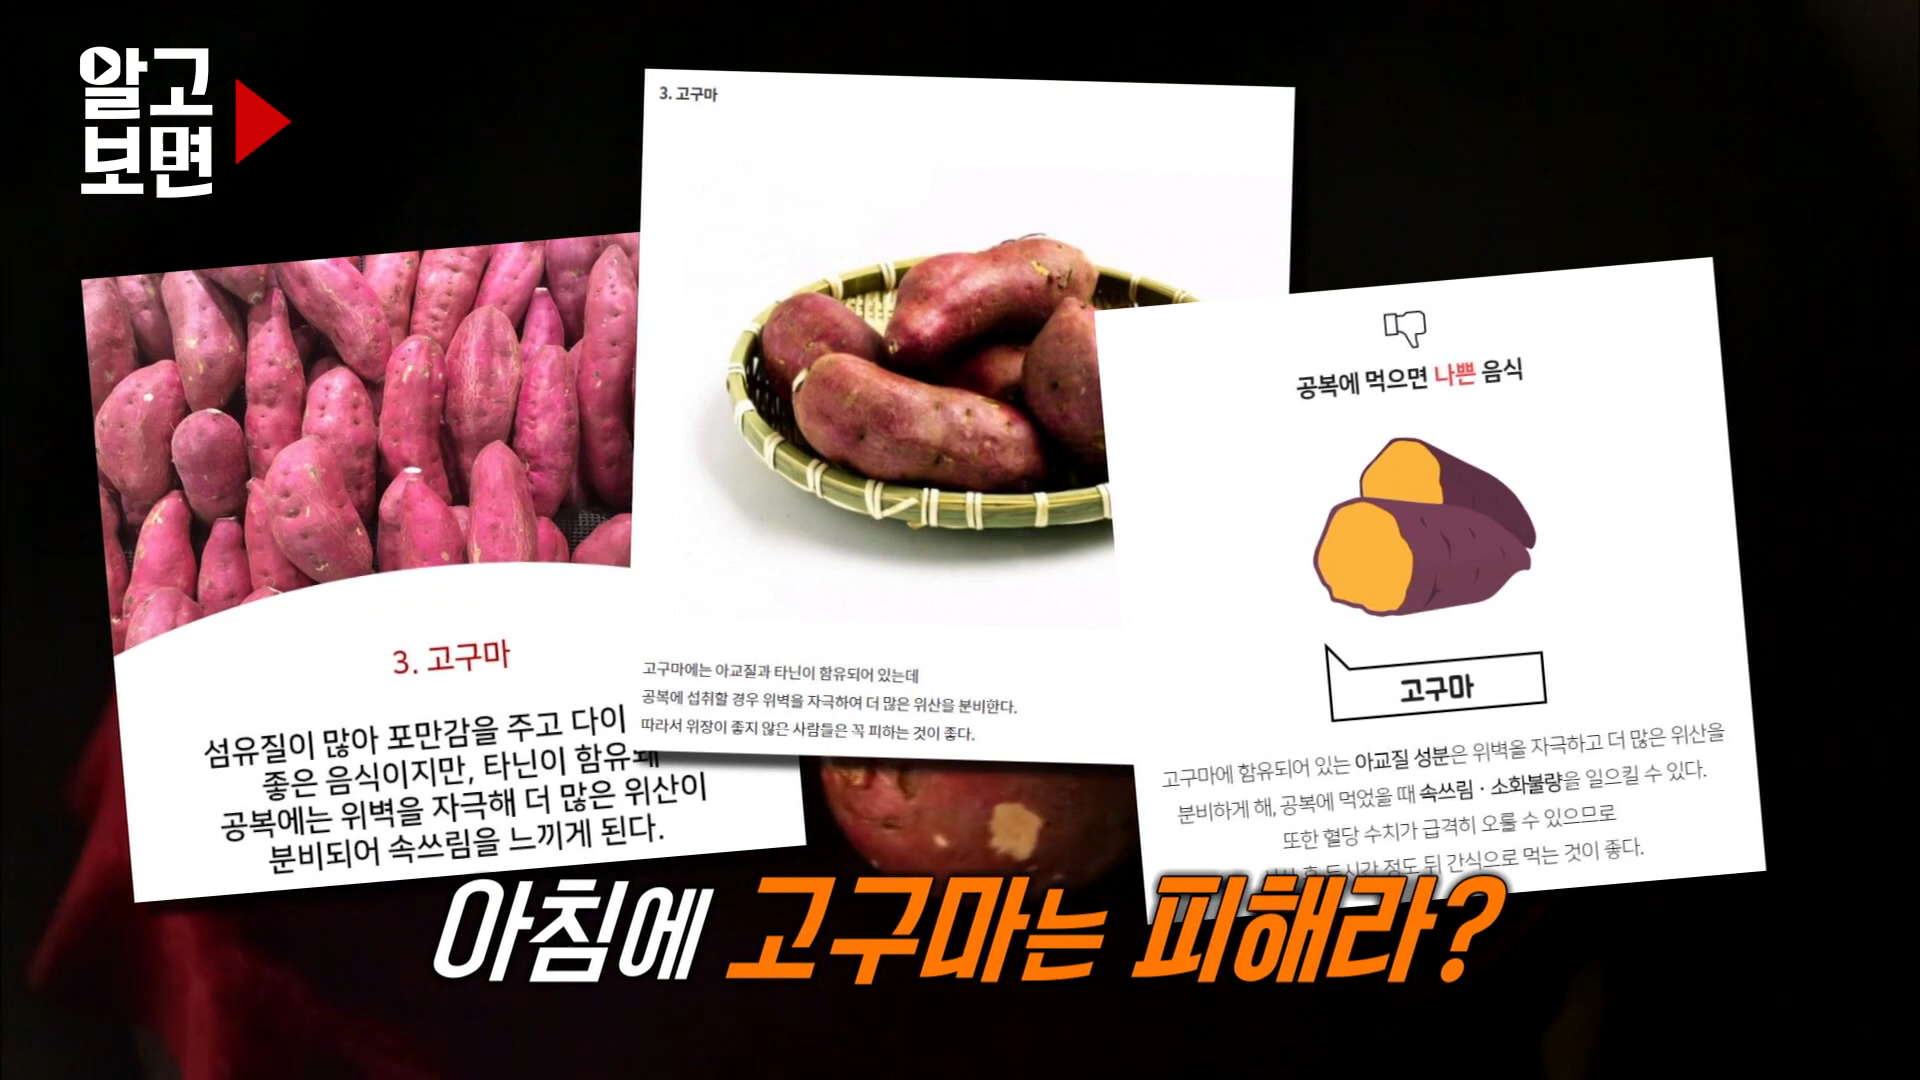 알고
보면
3. 고구마
고구마에는 아교질과 타닌이 함유되어 있는데
공복에 섭취할 경우 위벽을 자극하여 더 많은 위산을 분비한다.
따라서 위장이 좋지 않은 사람들은 꼭 피하는 것이 좋다.
3. 고구마
섬유질이 많아 포만감을 주고 다이
좋은 음식이지만, 타닌이 함유돼
공복에는 위벽을 자극해 더 많은 위산이
분비되어 속쓰림을 느끼게 된다.
공복에 먹으면 나쁜 음식
고구마
고구마에 함유되어 있는 아교질 성분은 위벽을 자극하고 더 많은 위산을
분비하게 해, 공복에 먹었을 때 속쓰림 · 소화불량을 일으킬 수 있다.
또한 혈당 수치가 급격히 오를 수 있으므로
정도 뒤 간식으로 먹는 것이 좋다.
아침에 고구마는 피해라?